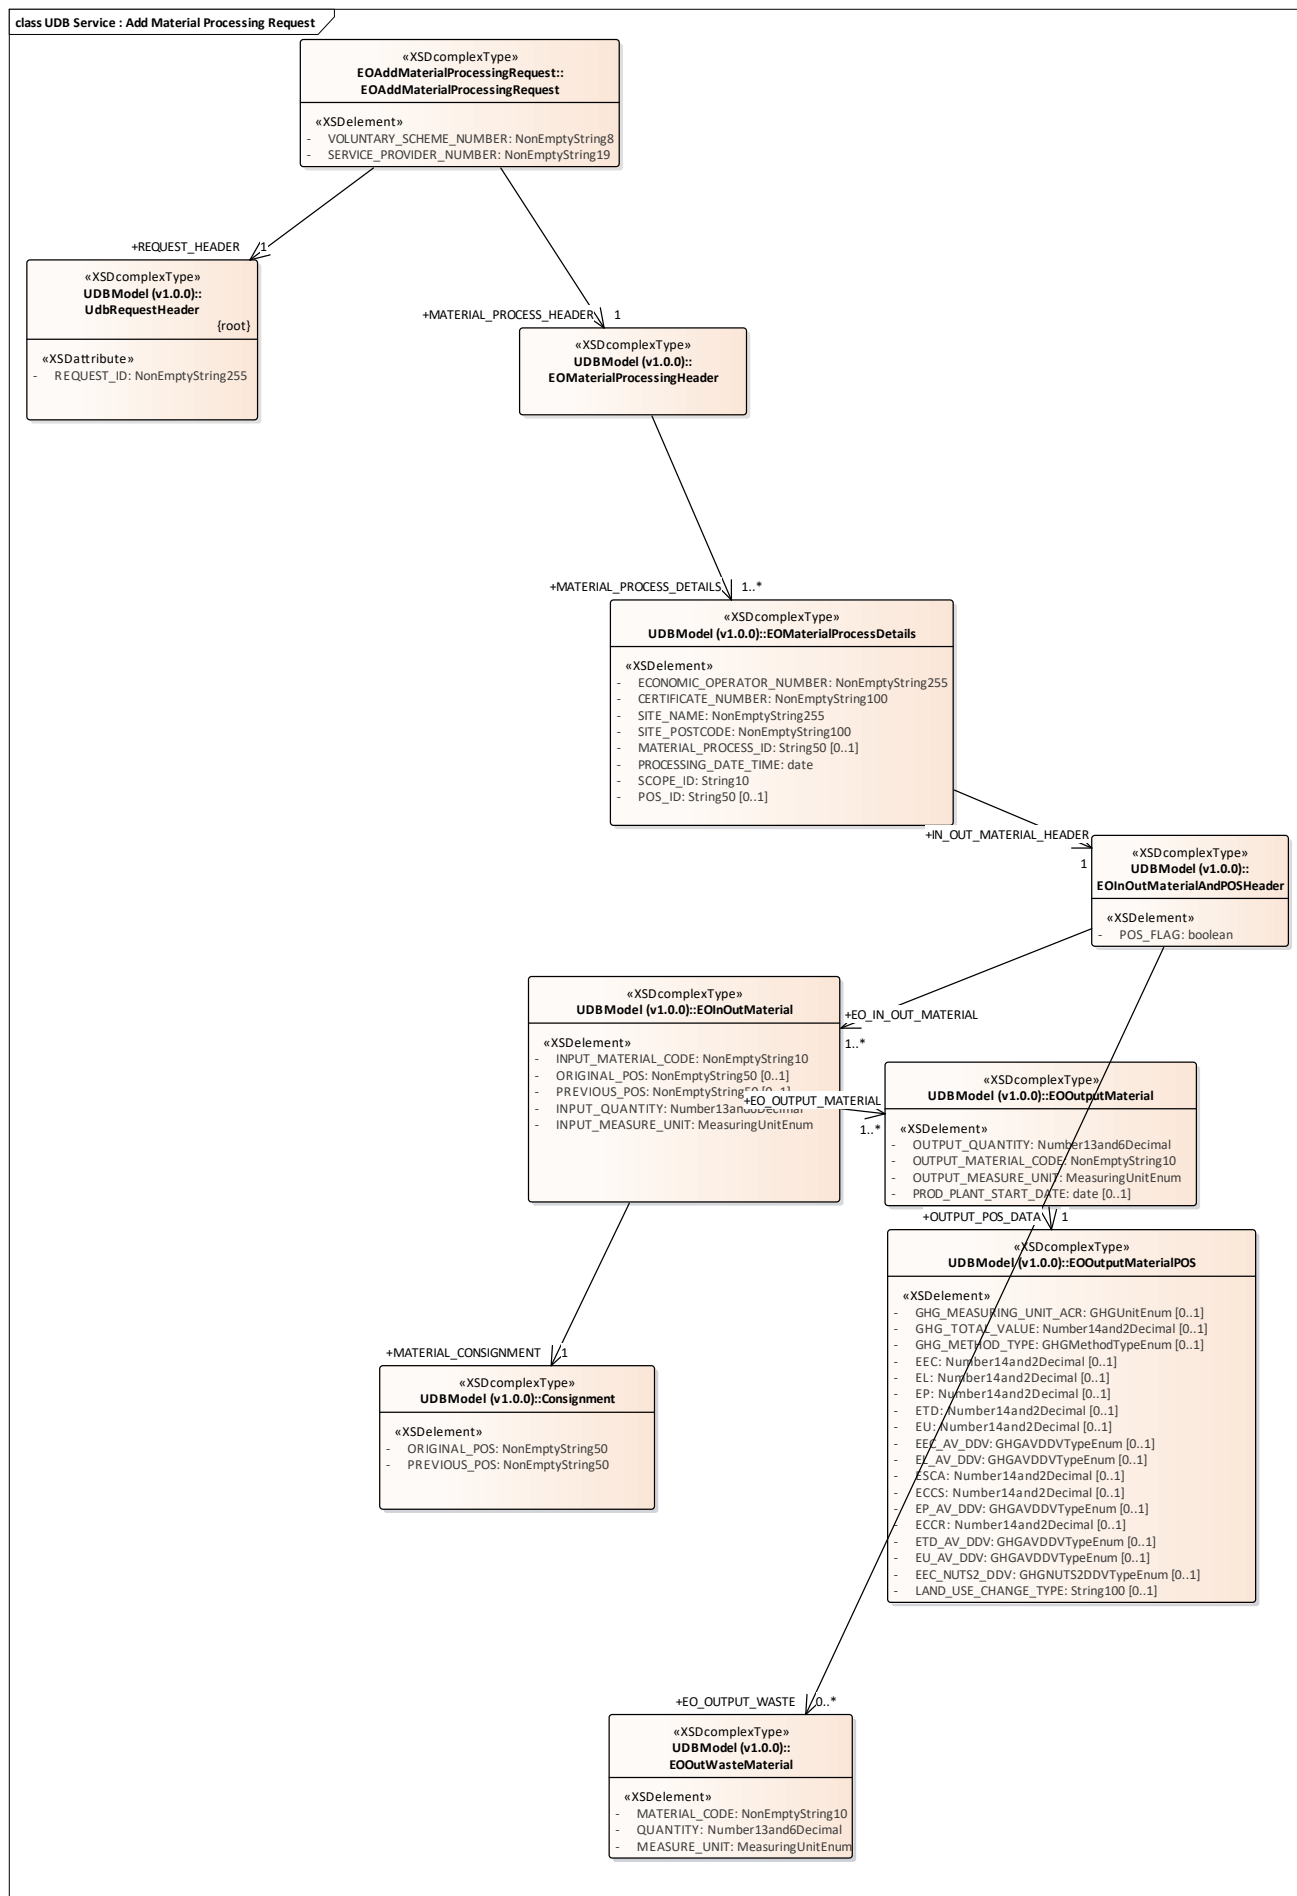 class UDB Service : Add Material Processing Request
«XSDcomplexType»
EOAddMaterialProcessingRequest::
EOAddMaterialProcessingRequest
«XSDelement»
- VOLUNTARY_SCHEME_NUMBER: NonEmptyString8
- SERVICE_PROVIDER_NUMBER: NonEmptyString19
+REQUEST_HEADER 1
«XSDcomplexType»
UDBModel (v1.0.0)::
UdbRequestHeader
{root}
«XSDattribute»
- REQUEST_ID: NonEmptyString255
+MATERIAL_PROCESS_HEADER 1
«XSDcomplexType»
UDBModel (v1.0.0)::
EOMaterialProcessingHeader
+MATERIAL_PROCESS_DETAILS 1..*
«XSDcomplexType»
UDBModel (v1.0.0)::EOMaterialProcessDetails
«XSDelement»
- ECONOMIC_OPERATOR_NUMBER: NonEmptyString255
- CERTIFICATE_NUMBER: NonEmptyString100
- SITE_NAME: NonEmptyString255
- SITE_POSTCODE: NonEmptyString100
- MATERIAL_PROCESS_ID: String50 [0..1]
- PROCESSING_DATE_TIME: date
- SCOPE_ID: String10
- POS_ID: String50 [0..1]
+IN_OUT_MATERIAL_HEADER
1
«XSDcomplexType»
UDBModel (v1.0.0)::
EOInOutMaterialAndPOSHeader
«XSDelement»
- POS_FLAG: boolean
+EO_IN_OUT_MATERIAL
1..*
«XSDcomplexType»
UDBModel (v1.0.0)::EOInOutMaterial
«XSDelement»
- INPUT_MATERIAL_CODE: NonEmptyString10
- ORIGINAL_POS: NonEmptyString50 [0..1]
- PREVIOUS_POS: NonEmptyString50 [0..1]
- INPUT_QUANTITY: Number13and6Decimal
- INPUT_MEASURE_UNIT: MeasuringUnitEnum
+EO_OUTPUT_MATERIAL
1..*
«XSDcomplexType»
UDBModel (v1.0.0)::EOOutputMaterial
«XSDelement»
- OUTPUT_QUANTITY: Number13and6Decimal
- OUTPUT_MATERIAL_CODE: NonEmptyString10
- OUTPUT_MEASURE_UNIT: MeasuringUnitEnum
- PROD_PLANT_START_DATE: date [0..1]
+OUTPUT_POS_DATA 1
«XSDcomplexType»
UDBModel (v1.0.0)::EOOutputMaterialPOS
«XSDelement»
- GHG_MEASURING_UNIT_ACR: GHGUnitEnum [0..1]
- GHG_TOTAL_VALUE: Number14and2Decimal [0..1]
- GHG_METHOD_TYPE: GHGMethodTypeEnum [0..1]
- EEC: Number14and2Decimal [0..1]
- EL: Number14and2Decimal [0..1]
- EP: Number14and2Decimal [0..1]
- ETD: Number14and2Decimal [0..1]
- EU: Number14and2Decimal [0..1]
- EEC_AV_DDV: GHGAVDDVTypeEnum [0..1]
- EL_AV_DDV: GHGAVDDVTypeEnum [0..1]
- ESCA: Number14and2Decimal [0..1]
- ECCS: Number14and2Decimal [0..1]
- EP_AV_DDV: GHGAVDDVTypeEnum [0..1]
- ECCR: Number14and2Decimal [0..1]
- ETD_AV_DDV: GHGAVDDVTypeEnum [0..1]
- EU_AV_DDV: GHGAVDDVTypeEnum [0..1]
- EEC_NUTS2_DDV: GHGNUTS2DDVTypeEnum [0..1]
- LAND_USE_CHANGE_TYPE: String100 [0..1]
+MATERIAL_CONSIGNMENT 1
«XSDcomplexType»
UDBModel (v1.0.0)::Consignment
«XSDelement»
- ORIGINAL_POS: NonEmptyString50
- PREVIOUS_POS: NonEmptyString50
+EO_OUTPUT_WASTE 0..*
«XSDcomplexType»
UDBModel (v1.0.0)::
EOOutWasteMaterial
«XSDelement»
- MATERIAL_CODE: NonEmptyString10
- QUANTITY: Number13and6Decimal
- MEASURE_UNIT: MeasuringUnitEnum